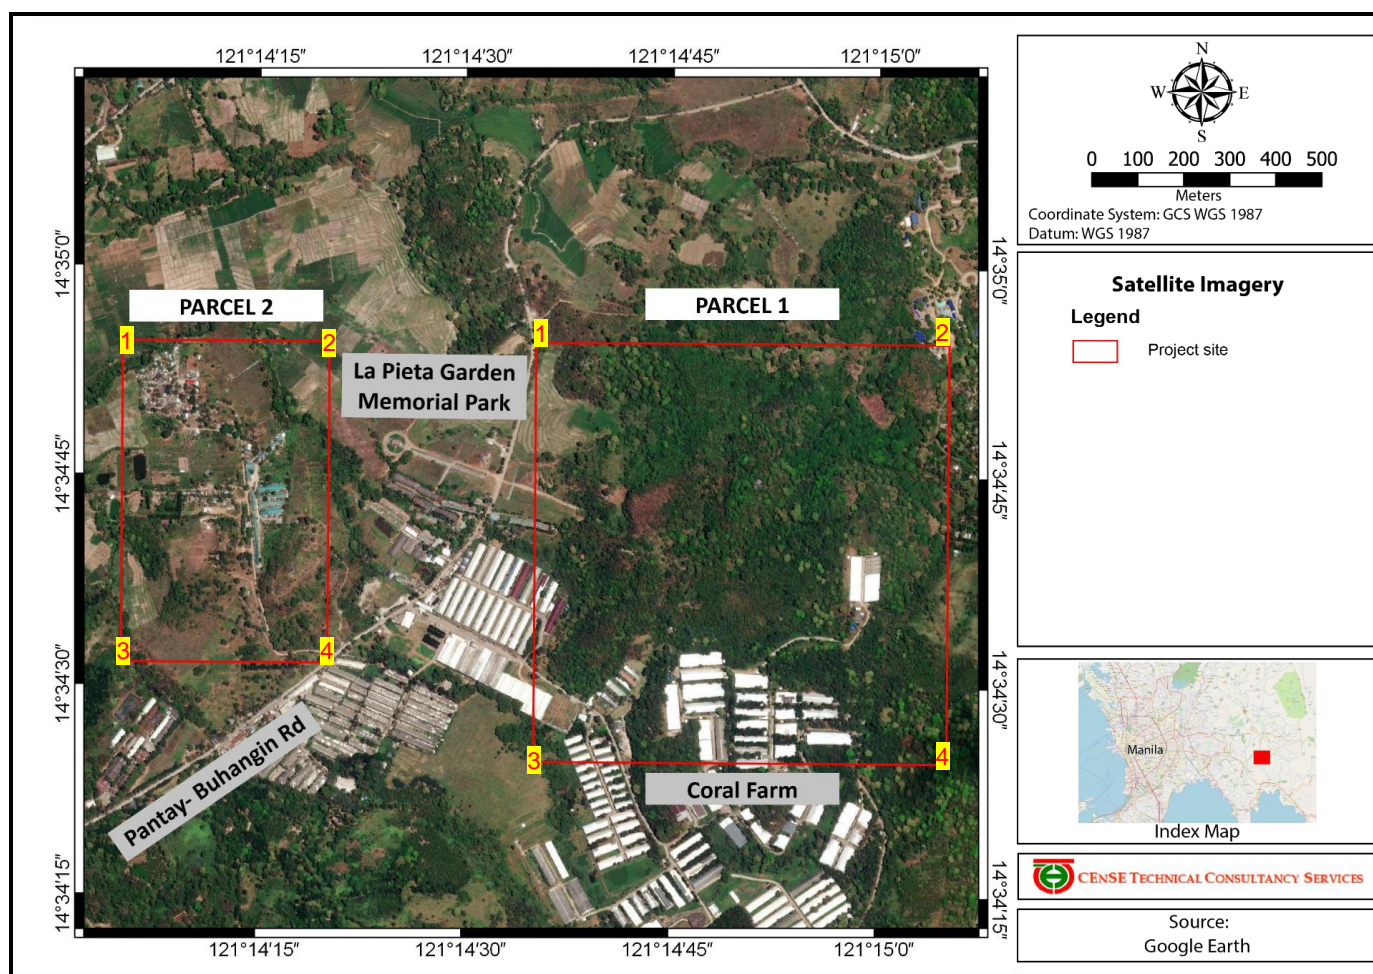 121°14'15" 121°14'30" 121°14'45" 121°15'0"
14°35'0"
14°34'45"
14°34'30"
14°34'15"
PARCEL 2
PARCEL 1
1
2
3
4
1
2
3
4
La Pieta Garden
Memorial Park
Pantay- Buhangin Rd
Coral Farm
14°35'0"
14°34'45"
14°34'30"
14°34'15"
121°14'15" 121°14'30" 121°14'45" 121°15'0"
N
W E
S
0 100 200 300 400 500
Meters
Coordinate System: GCS WGS 1987
Datum: WGS 1987
Satellite Imagery
Legend
Project site
Manila
Index Map
CENSE TECHNICAL CONSULTANCY SERVICES
Source:
Google Earth